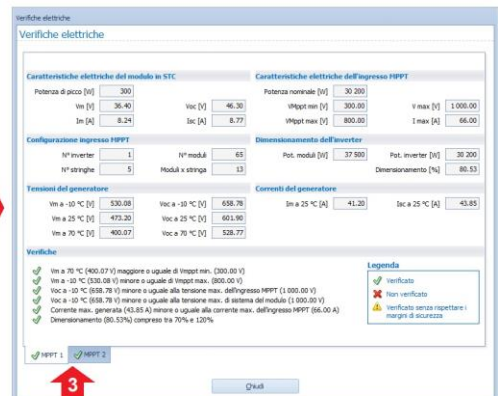 Verifiche elettriche
Verifiche elettriche
Caratteristiche elettriche del modulo in STC
Potenza di picco [W] 300
Vm [V] 36.40 Voc [V] 46.30
Im [A] 8.24 Isc [A] 8.77
Caratteristiche elettriche dell'ingresso MPPT
Potenza nominale [W] 30 200
VMppt min [V] 300.00 V max [V] 1 000.00
VMppt max [V] 800.00 I max [A] 66.00
Configurazione ingresso MPPT
N° inverter 1 N° moduli 65
N° stringhe 5 Moduli x stringa 13
Dimensionamento dell'inverter
Pot. moduli [W] 37 500 Pot. inverter [W] 30 200
Dimensionamento [%] 80.53
Tensioni del generatore
Vm a -10 °C [V] 530.08 Voc a -10 °C [V] 658.78
Vm a 25 °C [V] 473.20 Voc a 25 °C [V] 601.90
Vm a 70 °C [V] 400.07 Voc a 70 °C [V] 528.77
Correnti del generatore
Im a 25 °C [A] 41.20 Isc a 25 °C [A] 43.85
Verifiche
Vm a 70 °C (400.07 V) maggiore o uguale di Vmppt min. (300.00 V)
Vm a -10 °C (530.08 V) minore o uguale di Vmppt max. (800.00 V)
Voc a -10 °C (658.78 V) minore o uguale alla tensione max. dell'ingresso MPPT (1 000.00 V)
Voc a -10 °C (658.78 V) minore o uguale alla tensione max. di sistema del modulo (1 000.00 V)
Corrente max. generata (43.85 A) minore o uguale alla corrente max. dell'ingresso MPPT (66.00 A)
Dimensionamento (80.53%) compreso tra 70% e 120%
Legenda
Verificato
Non verificato
Verificato senza rispettare i
margini di sicurezza
MPPT 1 MPPT 2
3
Chiudi